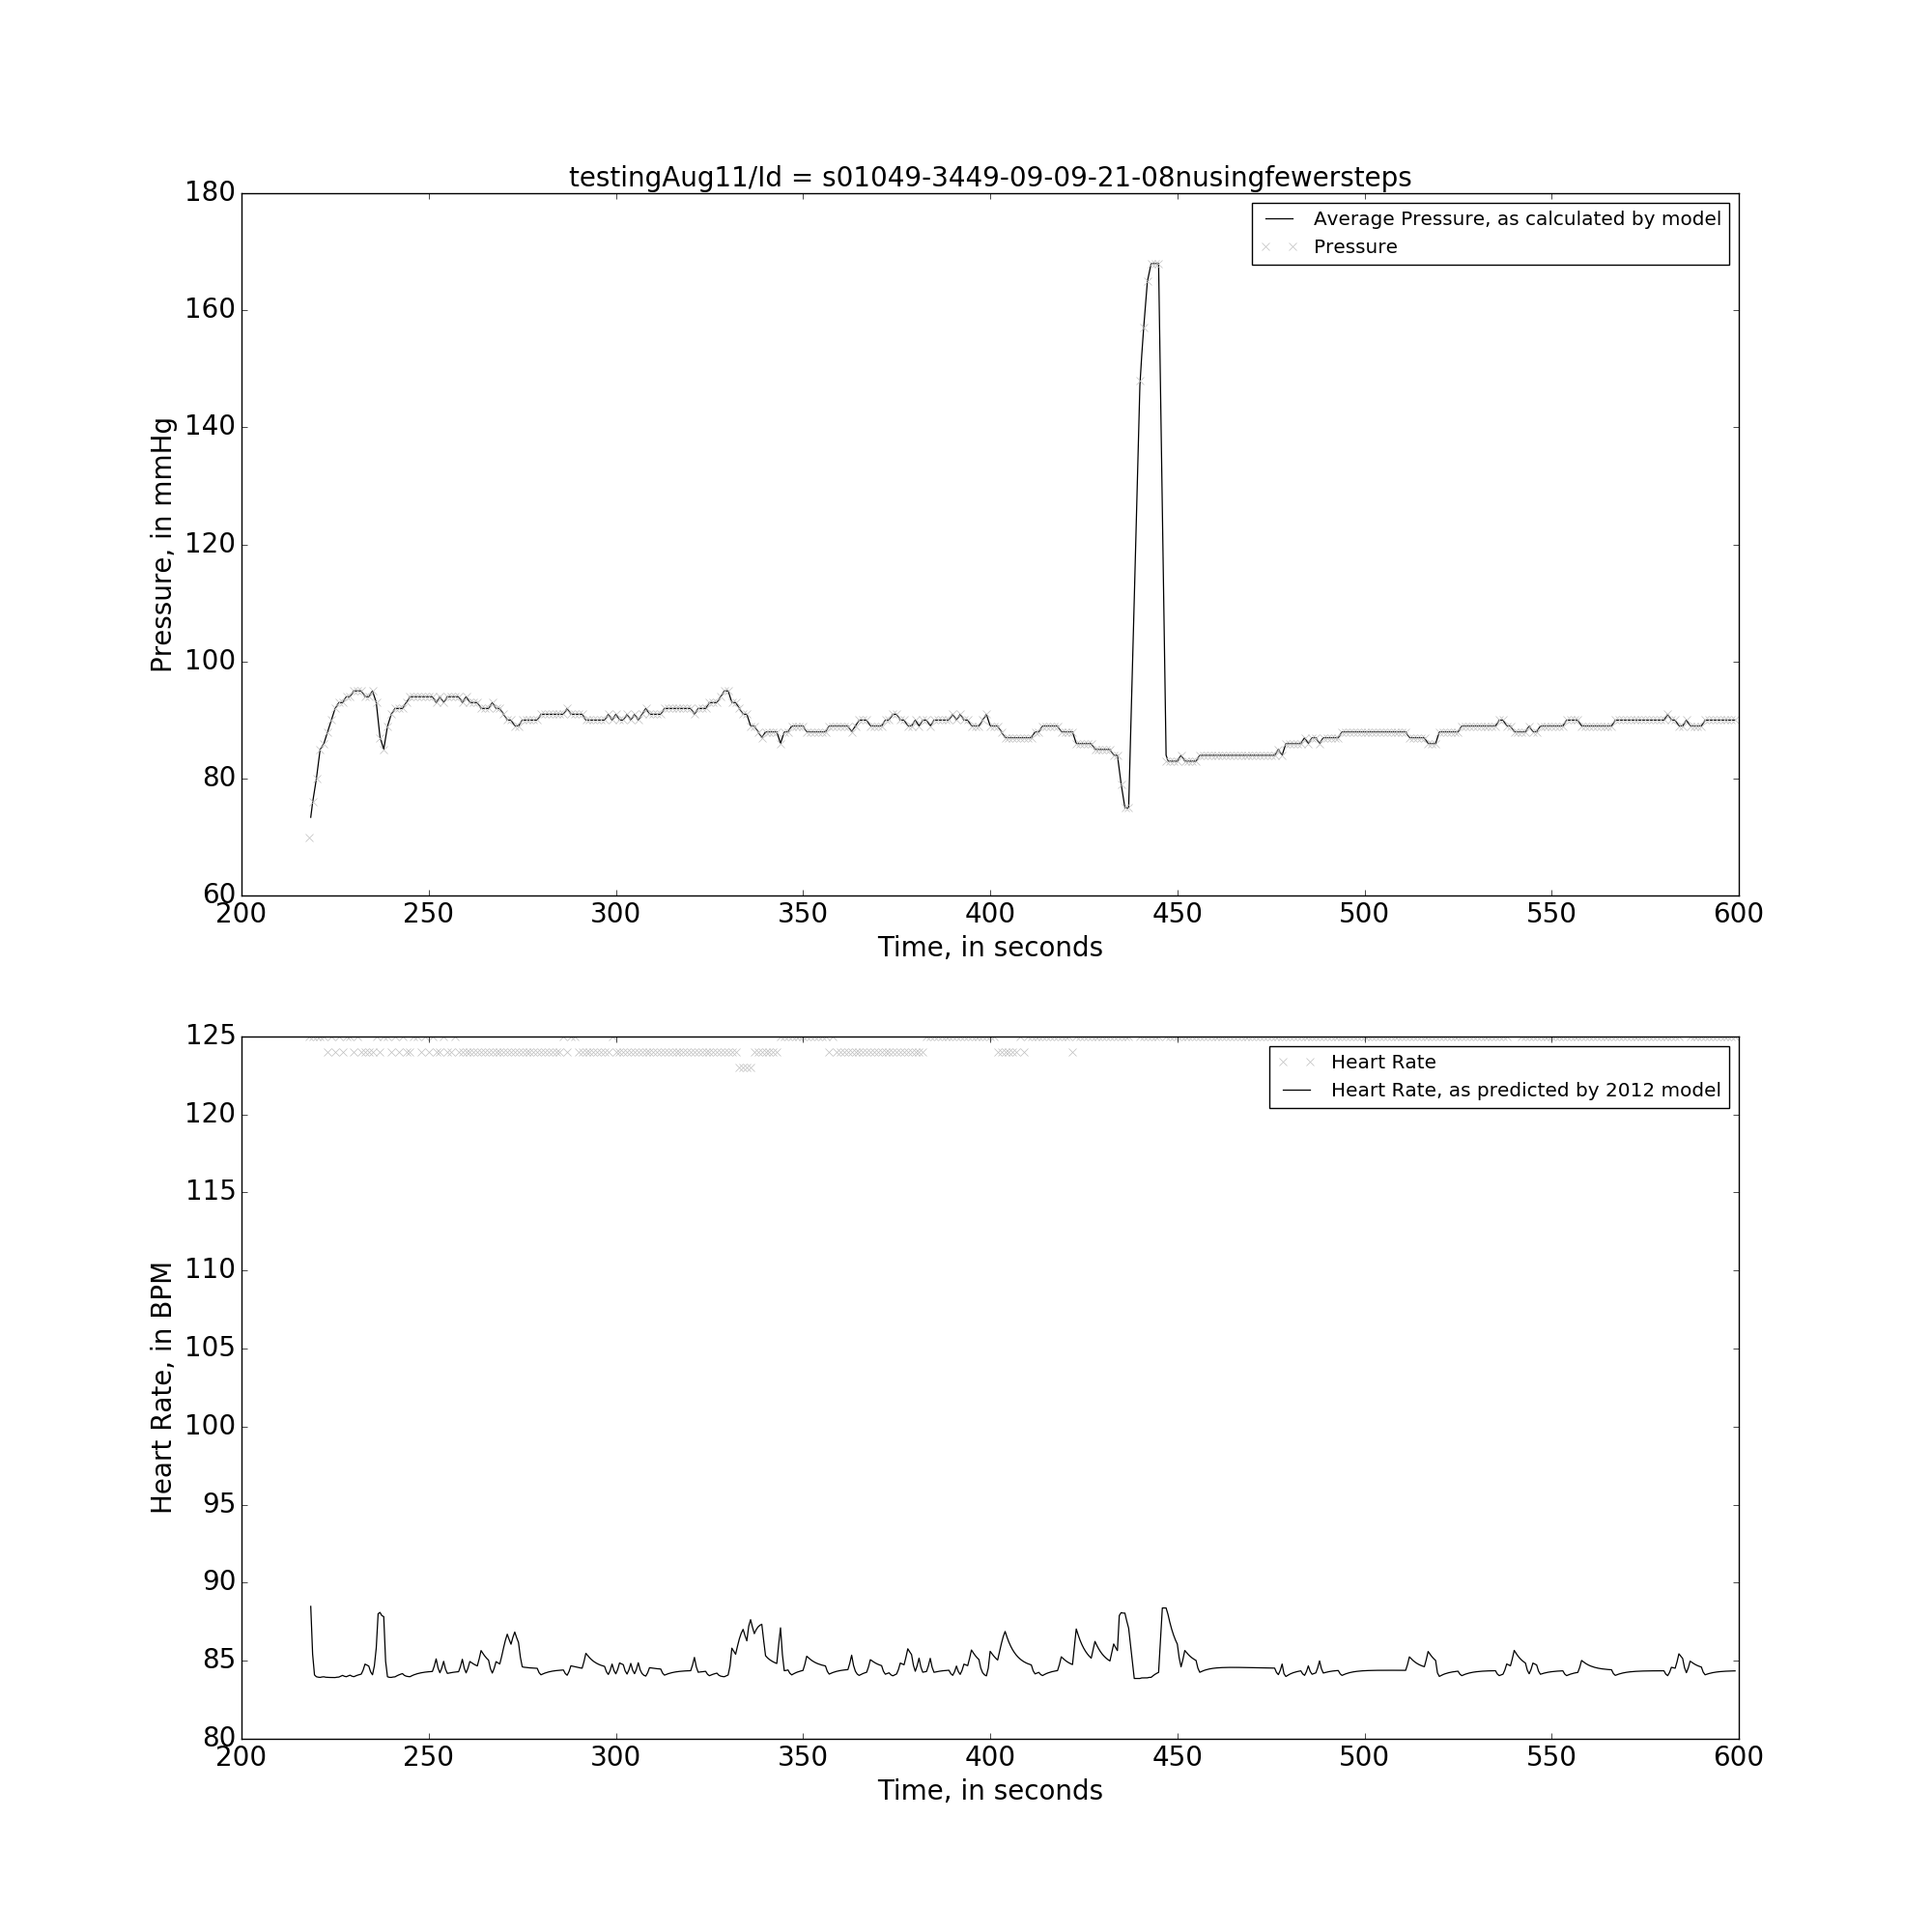 testingAug11/Id = s01049-3449-09-09-21-08nusingfewersteps
180
160
140
120
100
80
60
Pressure, in mmHg
Average Pressure, as calculated by model
Pressure
200 250 300 350 400 450 500 550 600
Time, in seconds
125
120
115
110
105
100
95
90
85
80
Heart Rate, in BPM
Heart Rate
Heart Rate, as predicted by 2012 model
200 250 300 350 400 450 500 550 600
Time, in seconds